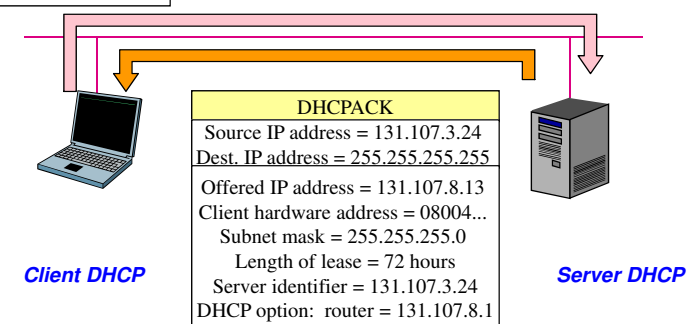 DHCPACK
Source IP address = 131.107.3.24
Dest. IP address = 255.255.255.255
Offered IP address = 131.107.8.13
Client hardware address = 08004...
Subnet mask = 255.255.255.0
Length of lease = 72 hours
Server identifier = 131.107.3.24
DHCP option: router = 131.107.8.1
Client DHCP
Server DHCP